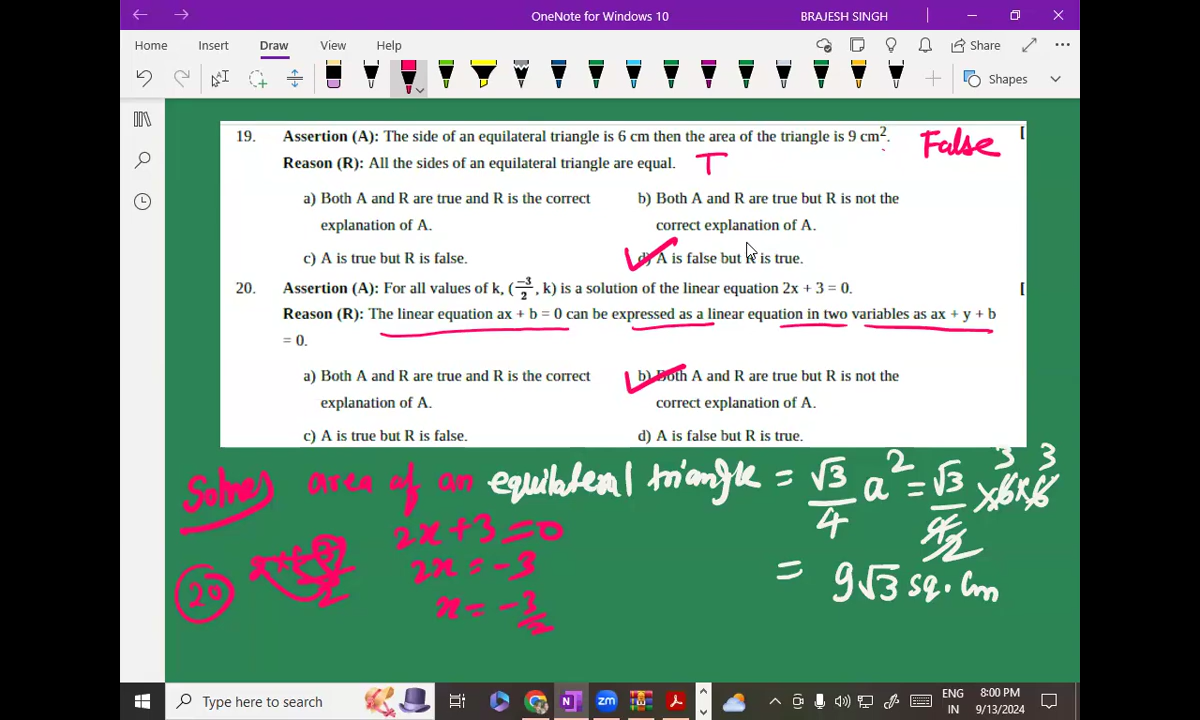 OneNote for Windows 10
BRAJESH SINGH
Home Insert Draw View Help
Share
Shapes
19. Assertion (A): The side of an equilateral triangle is 6 cm then the area of the triangle is 9 cm². [
False
Reason (R): All the sides of an equilateral triangle are equal. T
a) Both A and R are true and R is the correct explanation of A.
b) Both A and R are true but R is not the correct explanation of A.
c) A is true but R is false.
d) A is false but R is true.
20. Assertion (A): For all values of k, (−3/2, k) is a solution of the linear equation 2x + 3 = 0. [
Reason (R): The linear equation ax + b = 0 can be expressed as a linear equation in two variables as ax + y + b
= 0.
a) Both A and R are true and R is the correct explanation of A.
b) Both A and R are true but R is not the correct explanation of A.
c) A is true but R is false.
d) A is false but R is true.
area of an equilateral triangle = √3/4 a² = √3/4 × 6 × 6
3 3
2
= 9√3 sq. cm
20
2x + 3 = 0
2x = -3
x = -3/2
Type here to search
ENG
IN
8:00 PM
9/13/2024